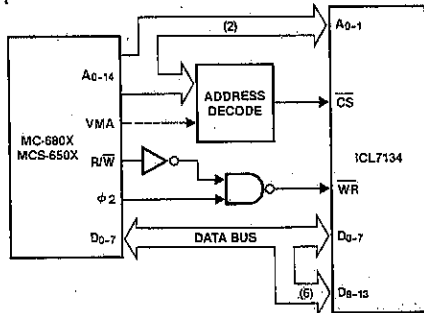 (2)
A0-1
A0-14
ADDRESS
DECODE
CS
VMA
MC-680X
MCS-650X
R/W
ICL7134
WR
ϕ2
D0-7
DATA BUS
D0-7
(6)
D8-13